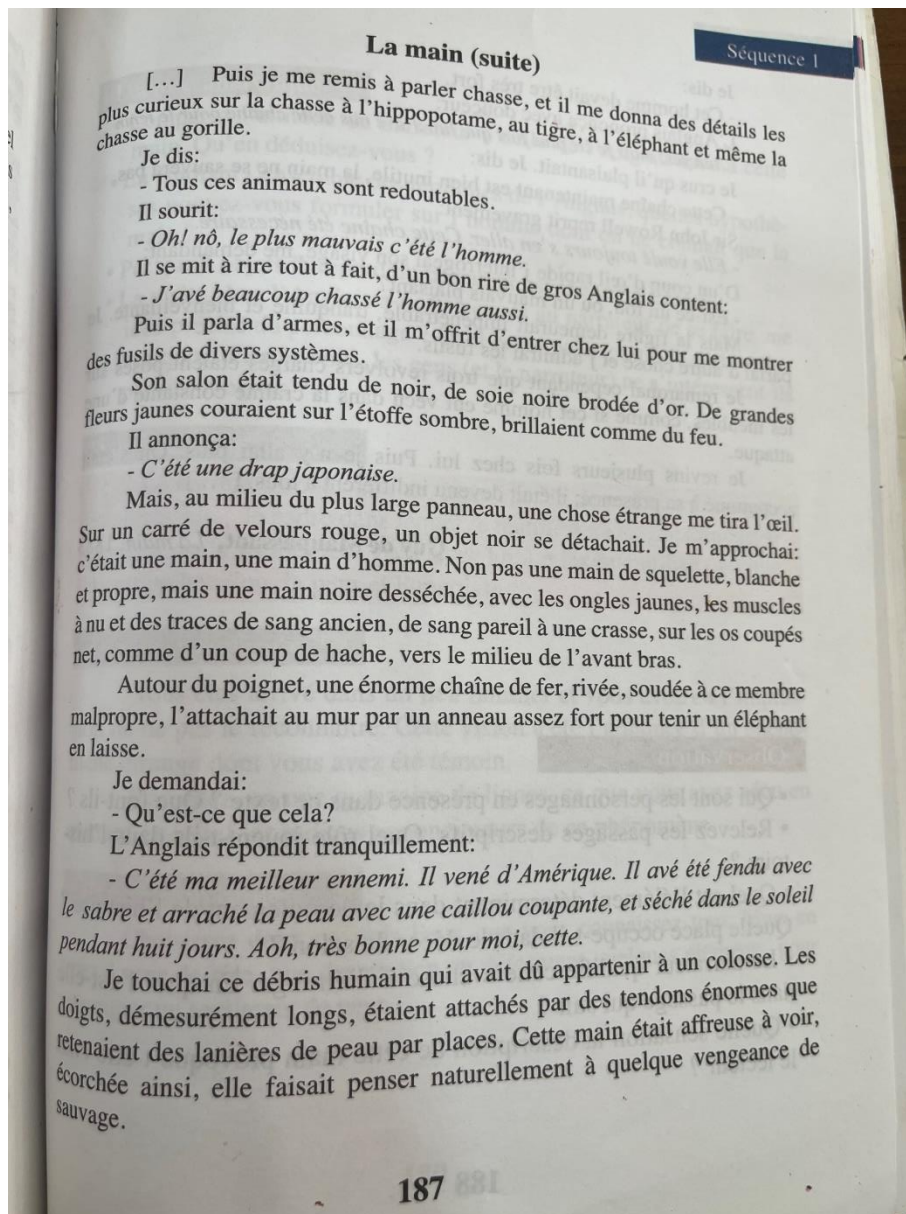 La main (suite)
Séquence 1
[…] Puis je me remis à parler chasse, et il me donna des détails les
plus curieux sur la chasse à l'hippopotame, au tigre, à l'éléphant et même la
chasse au gorille.
Je dis:
- Tous ces animaux sont redoutables.
Il sourit:
- Oh! nô, le plus mauvais c'été l'homme.
Il se mit à rire tout à fait, d'un bon rire de gros Anglais content:
- J'avé beaucoup chassé l'homme aussi.
Puis il parla d'armes, et il m'offrit d'entrer chez lui pour me montrer
des fusils de divers systèmes.
Son salon était tendu de noir, de soie noire brodée d'or. De grandes
fleurs jaunes couraient sur l'étoffe sombre, brillaient comme du feu.
Il annonça:
- C'été une drap japonaise.
Mais, au milieu du plus large panneau, une chose étrange me tira l'œil.
Sur un carré de velours rouge, un objet noir se détachait. Je m'approchai:
c'était une main, une main d'homme. Non pas une main de squelette, blanche
et propre, mais une main noire desséchée, avec les ongles jaunes, les muscles
à nu et des traces de sang ancien, de sang pareil à une crasse, sur les os coupés
net, comme d'un coup de hache, vers le milieu de l'avant bras.
Autour du poignet, une énorme chaîne de fer, rivée, soudée à ce membre
malpropre, l'attachait au mur par un anneau assez fort pour tenir un éléphant
en laisse.
Je demandai:
- Qu'est-ce que cela?
L'Anglais répondit tranquillement:
- C'été ma meilleur ennemi. Il vené d'Amérique. Il avé été fendu avec
le sabre et arraché la peau avec une caillou coupante, et séché dans le soleil
pendant huit jours. Aoh, très bonne pour moi, cette.
Je touchai ce débris humain qui avait dû appartenir à un colosse. Les
doigts, démesurément longs, étaient attachés par des tendons énormes que
retenaient des lanières de peau par places. Cette main était affreuse à voir,
écorchée ainsi, elle faisait penser naturellement à quelque vengeance de
sauvage.
187